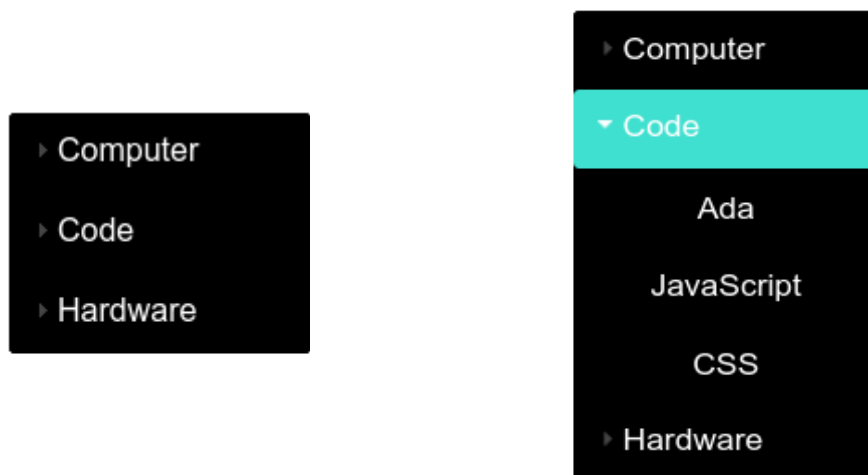 Computer
Code
Hardware
Computer
Code
Ada
JavaScript
CSS
Hardware